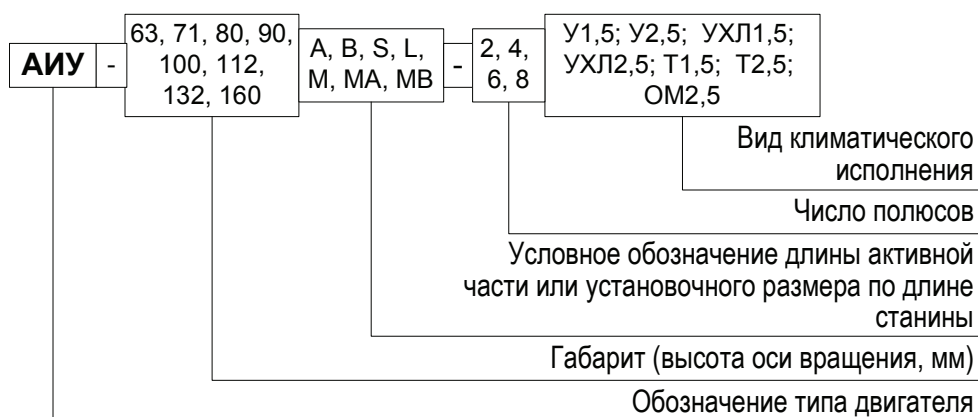 АИУ
-
63, 71, 80, 90,
100, 112,
132, 160
A, B, S, L,
M, MA, MB
-
2, 4,
6, 8
У1,5; У2,5; УХЛ1,5;
УХЛ2,5; Т1,5; Т2,5;
ОМ2,5
Вид климатического
исполнения
Число полюсов
Условное обозначение длины активной
части или установочного размера по длине
станины
Габарит (высота оси вращения, мм)
Обозначение типа двигателя